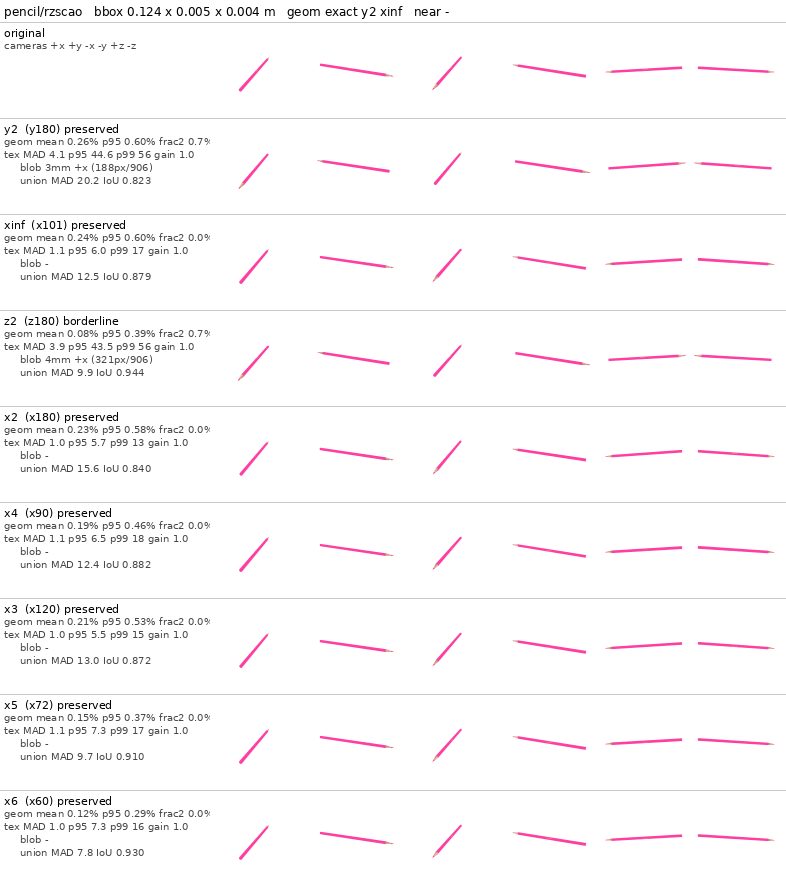 pencil/rzscao   bbox 0.124 x 0.005 x 0.004 m   geom exact y2 xinf   near -
original
cameras +x +y -x -y +z -z
y2  (y180) preserved
geom mean 0.26% p95 0.60% frac2 0.7%
tex MAD 4.1 p95 44.6 p99 56 gain 1.0
blob 3mm +x (188px/906)
union MAD 20.2 IoU 0.823
xinf  (x101) preserved
geom mean 0.24% p95 0.60% frac2 0.0%
tex MAD 1.1 p95 6.0 p99 17 gain 1.0
blob -
union MAD 12.5 IoU 0.879
z2  (z180) borderline
geom mean 0.08% p95 0.39% frac2 0.7%
tex MAD 3.9 p95 43.5 p99 56 gain 1.0
blob 4mm +x (321px/906)
union MAD 9.9 IoU 0.944
x2  (x180) preserved
geom mean 0.23% p95 0.58% frac2 0.0%
tex MAD 1.0 p95 5.7 p99 13 gain 1.0
blob -
union MAD 15.6 IoU 0.840
x4  (x90) preserved
geom mean 0.19% p95 0.46% frac2 0.0%
tex MAD 1.1 p95 6.5 p99 18 gain 1.0
blob -
union MAD 12.4 IoU 0.882
x3  (x120) preserved
geom mean 0.21% p95 0.53% frac2 0.0%
tex MAD 1.0 p95 5.5 p99 15 gain 1.0
blob -
union MAD 13.0 IoU 0.872
x5  (x72) preserved
geom mean 0.15% p95 0.37% frac2 0.0%
tex MAD 1.1 p95 7.3 p99 17 gain 1.0
blob -
union MAD 9.7 IoU 0.910
x6  (x60) preserved
geom mean 0.12% p95 0.29% frac2 0.0%
tex MAD 1.0 p95 7.3 p99 16 gain 1.0
blob -
union MAD 7.8 IoU 0.930